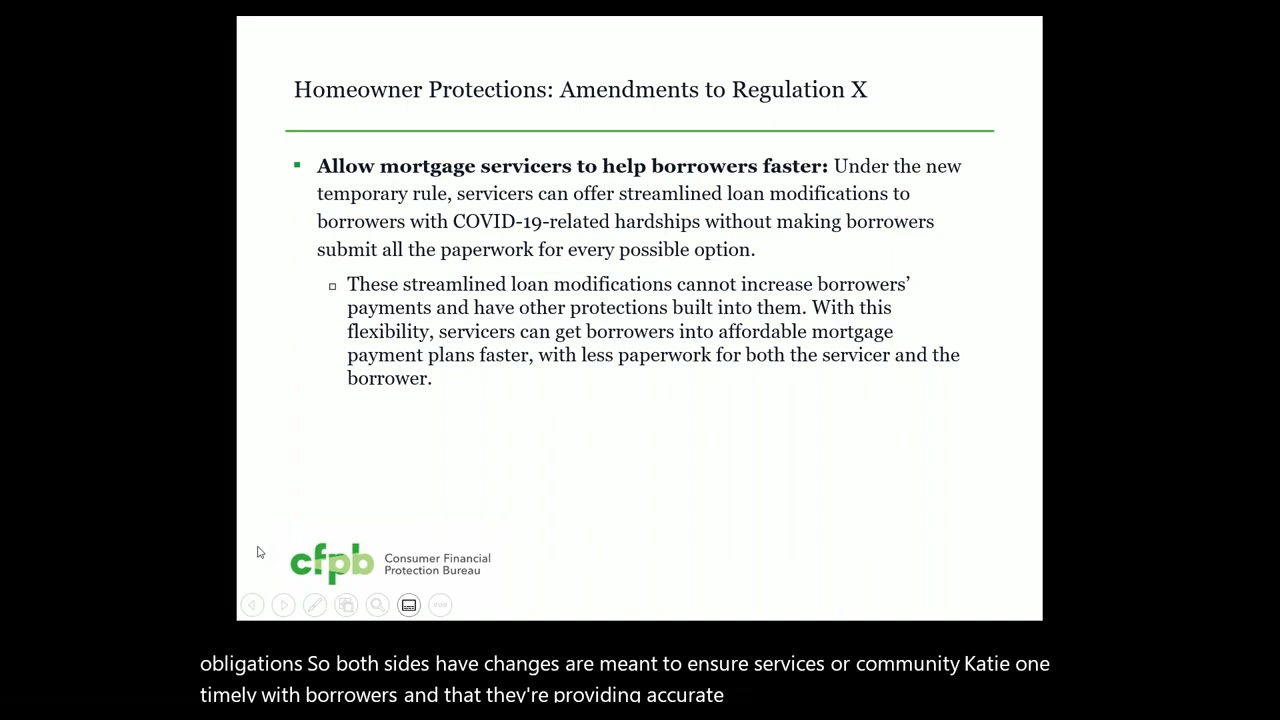 Homeowner Protections: Amendments to Regulation X
Allow mortgage servicers to help borrowers faster: Under the new
temporary rule, servicers can offer streamlined loan modifications to
borrowers with COVID-19-related hardships without making borrowers
submit all the paperwork for every possible option.
These streamlined loan modifications cannot increase borrowers’
payments and have other protections built into them. With this
flexibility, servicers can get borrowers into affordable mortgage
payment plans faster, with less paperwork for both the servicer and the
borrower.
cfpb
Consumer Financial
Protection Bureau
obligations So both sides have changes are meant to ensure services or community Katie one
timely with borrowers and that they're providing accurate